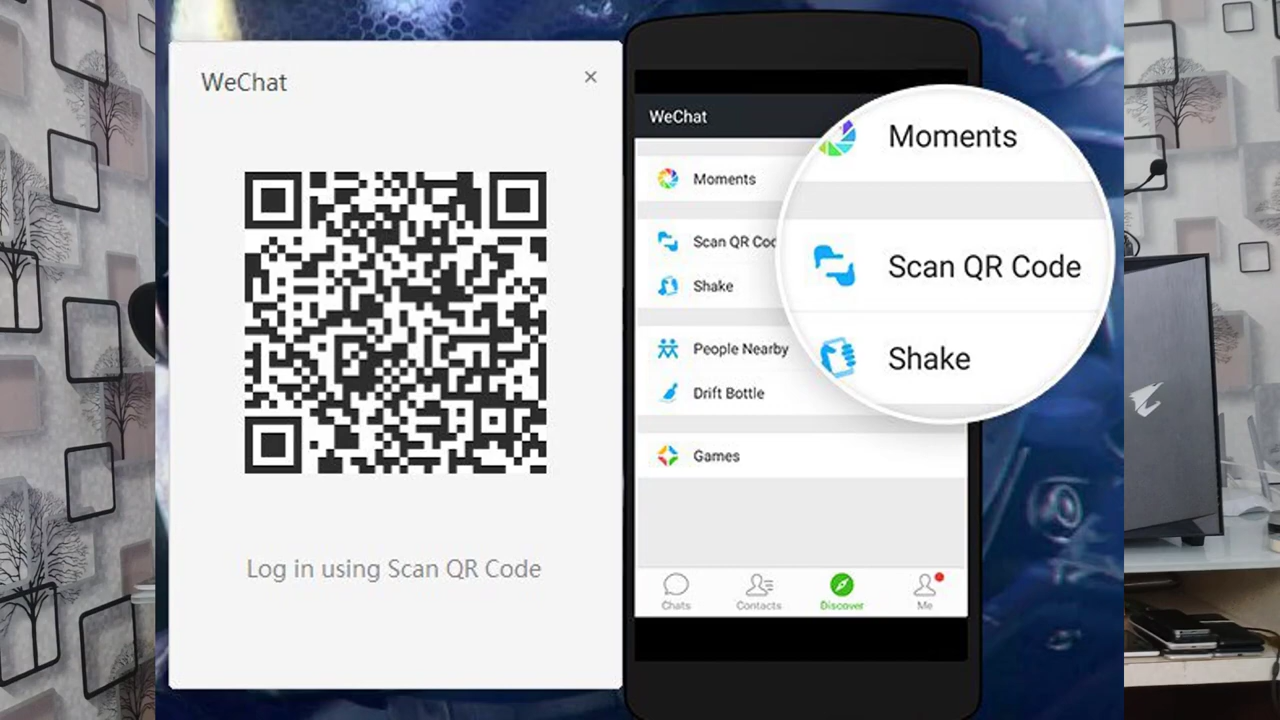 WeChat
×
Log in using Scan QR Code
WeChat
Moments
Scan QR Cod
Shake
People Nearby
Drift Bottle
Games
Chats
Contacts
Discover
Me
Moments
Scan QR Code
Shake